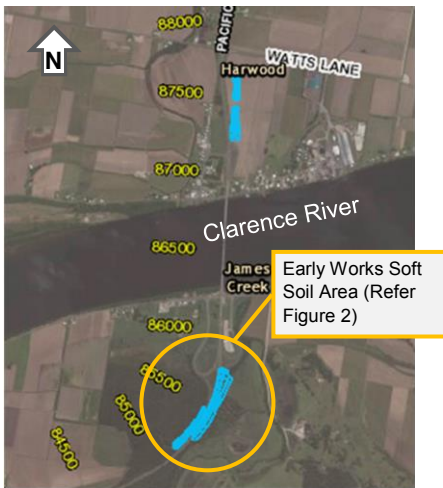 88000
PACIFIC
N
WATTS LANE
Harwood
87500
87000
Clarence River
86500
James
Creek
Early Works Soft
Soil Area (Refer
Figure 2)
86000
85500
85000
84500